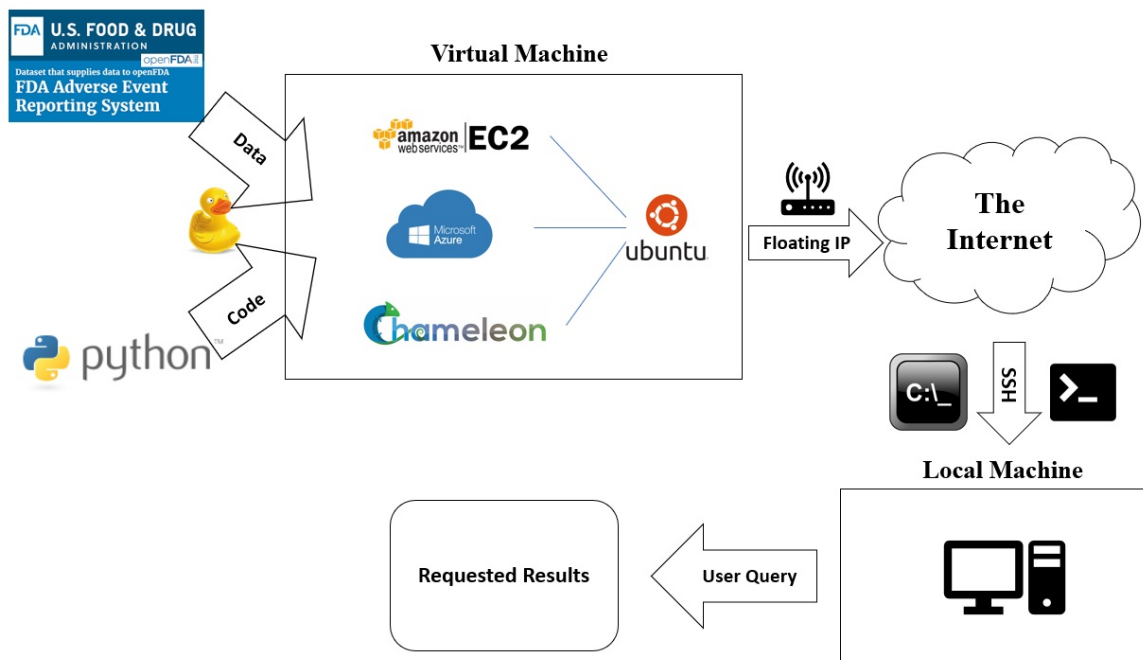 FDA U.S. FOOD & DRUG
ADMINISTRATION
openFDA
Dataset that supplies data to openFDA
FDA Adverse Event
Reporting System
Virtual Machine
Data
amazon
web services™
EC2
Microsoft
Azure
ubuntu
Floating IP
The
Internet
Code
Chameleon
python™
C:\_
SSH
>_
Local Machine
Requested Results
User Query